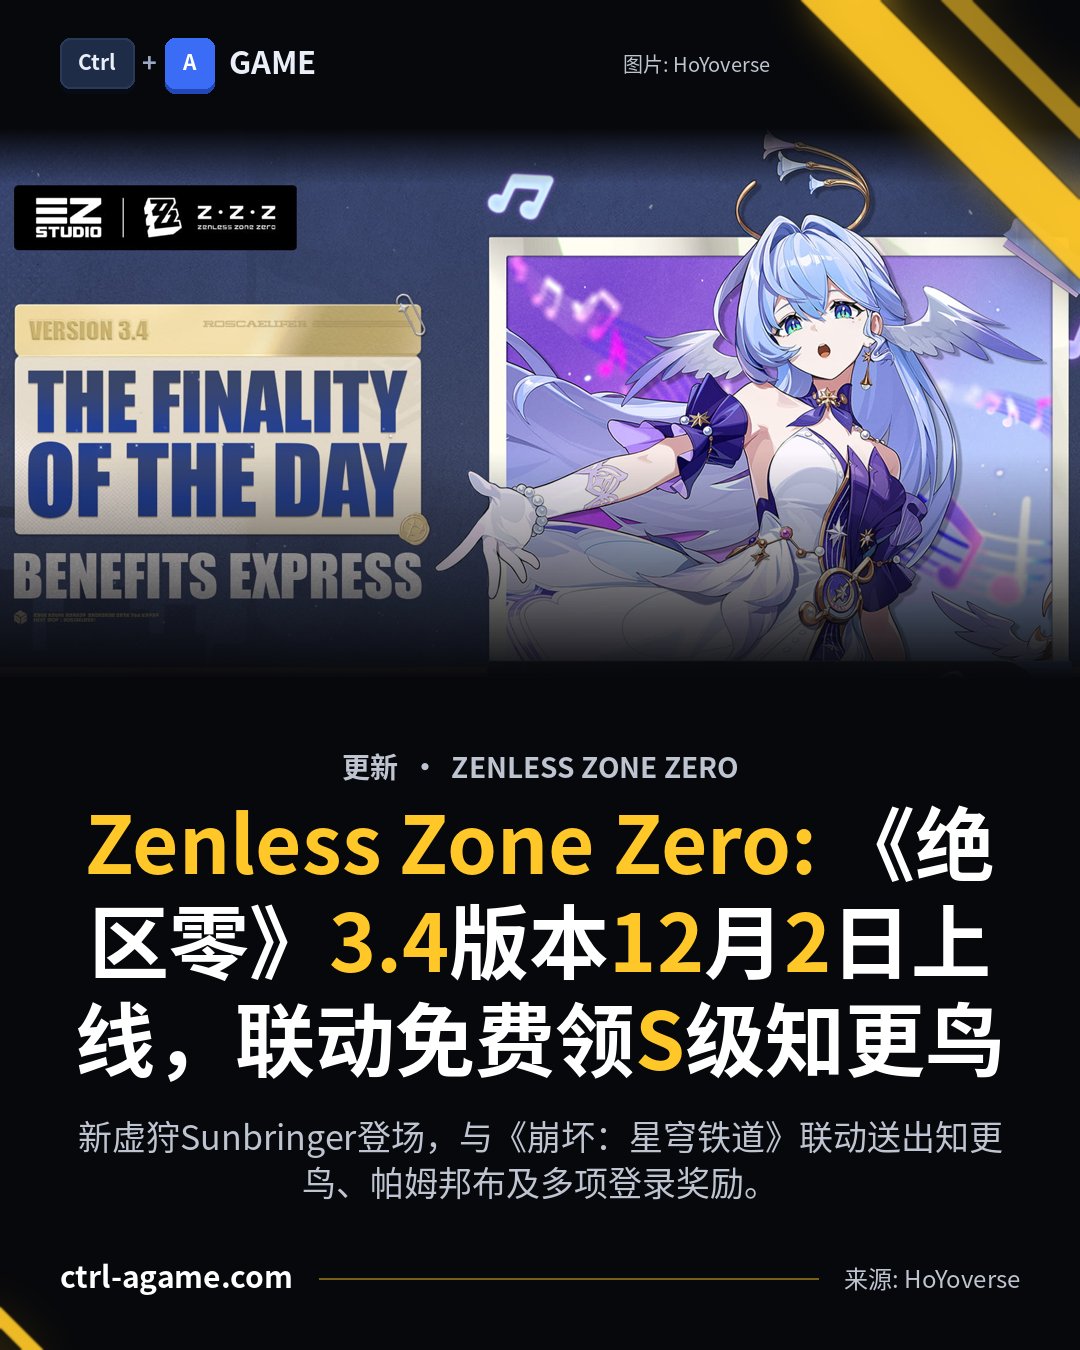 Ctrl + A GAME
图片: HoYoverse
EZ STUDIO
Z·Z·Z
zenless zone zero
VERSION 3.4
THE FINALITY
OF THE DAY
BENEFITS EXPRESS
更新 · ZENLESS ZONE ZERO
Zenless Zone Zero: 《绝
区零》3.4版本12月2日上
线，联动免费领S级知更鸟
新虚狩Sunbringer登场，与《崩坏：星穹铁道》联动送出知更
鸟、帕姆邦布及多项登录奖励。
ctrl-agame.com
来源: HoYoverse